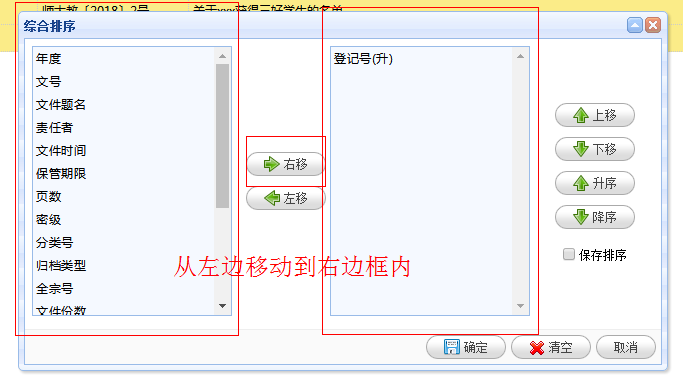 师大教〔2018〕2号 关于xxx获得三好学生的名单
综合排序
年度
文号
文件题名
责任者
文件时间
保管期限
页数
密级
分类号
归档类型
全宗号
文件份数
右移
左移
登记号(升)
上移
下移
升序
降序
保存排序
从左边移动到右边框内
确定 清空 取消